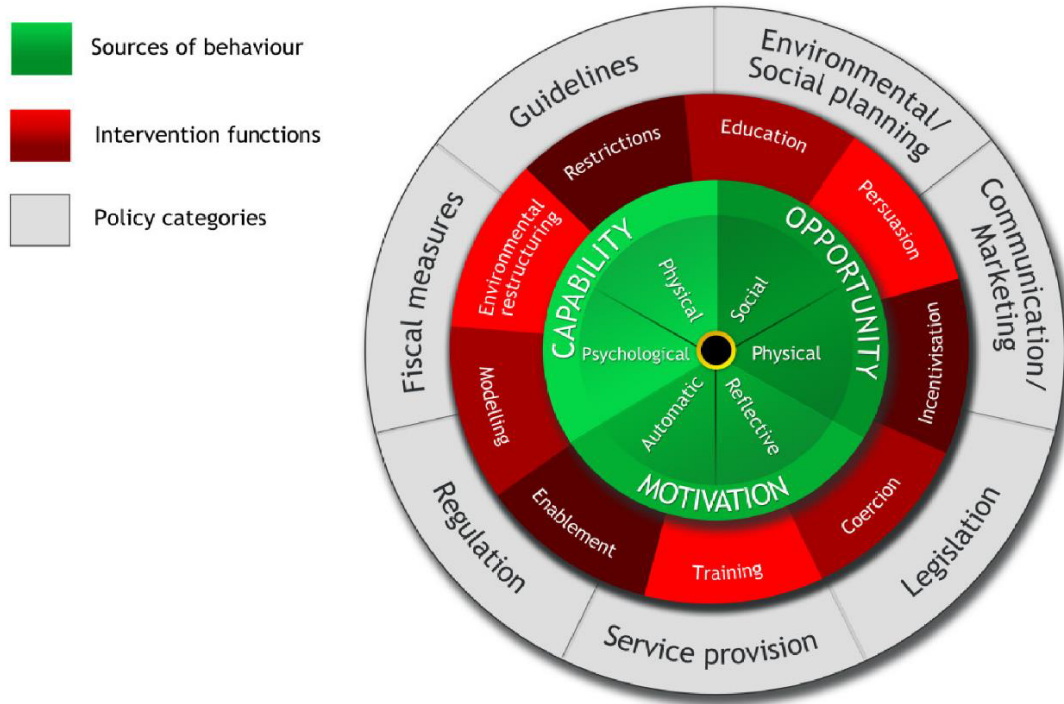 Sources of behaviour
Intervention functions
Policy categories
Guidelines
Environmental/
Social planning
Communication/
Marketing
Legislation
Service provision
Regulation
Fiscal measures
Restrictions
Education
Persuasion
Incentivisation
Coercion
Training
Enablement
Modelling
Environmental
restructuring
CAPABILITY
OPPORTUNITY
MOTIVATION
Physical
Social
Psychological
Physical
Automatic
Reflective